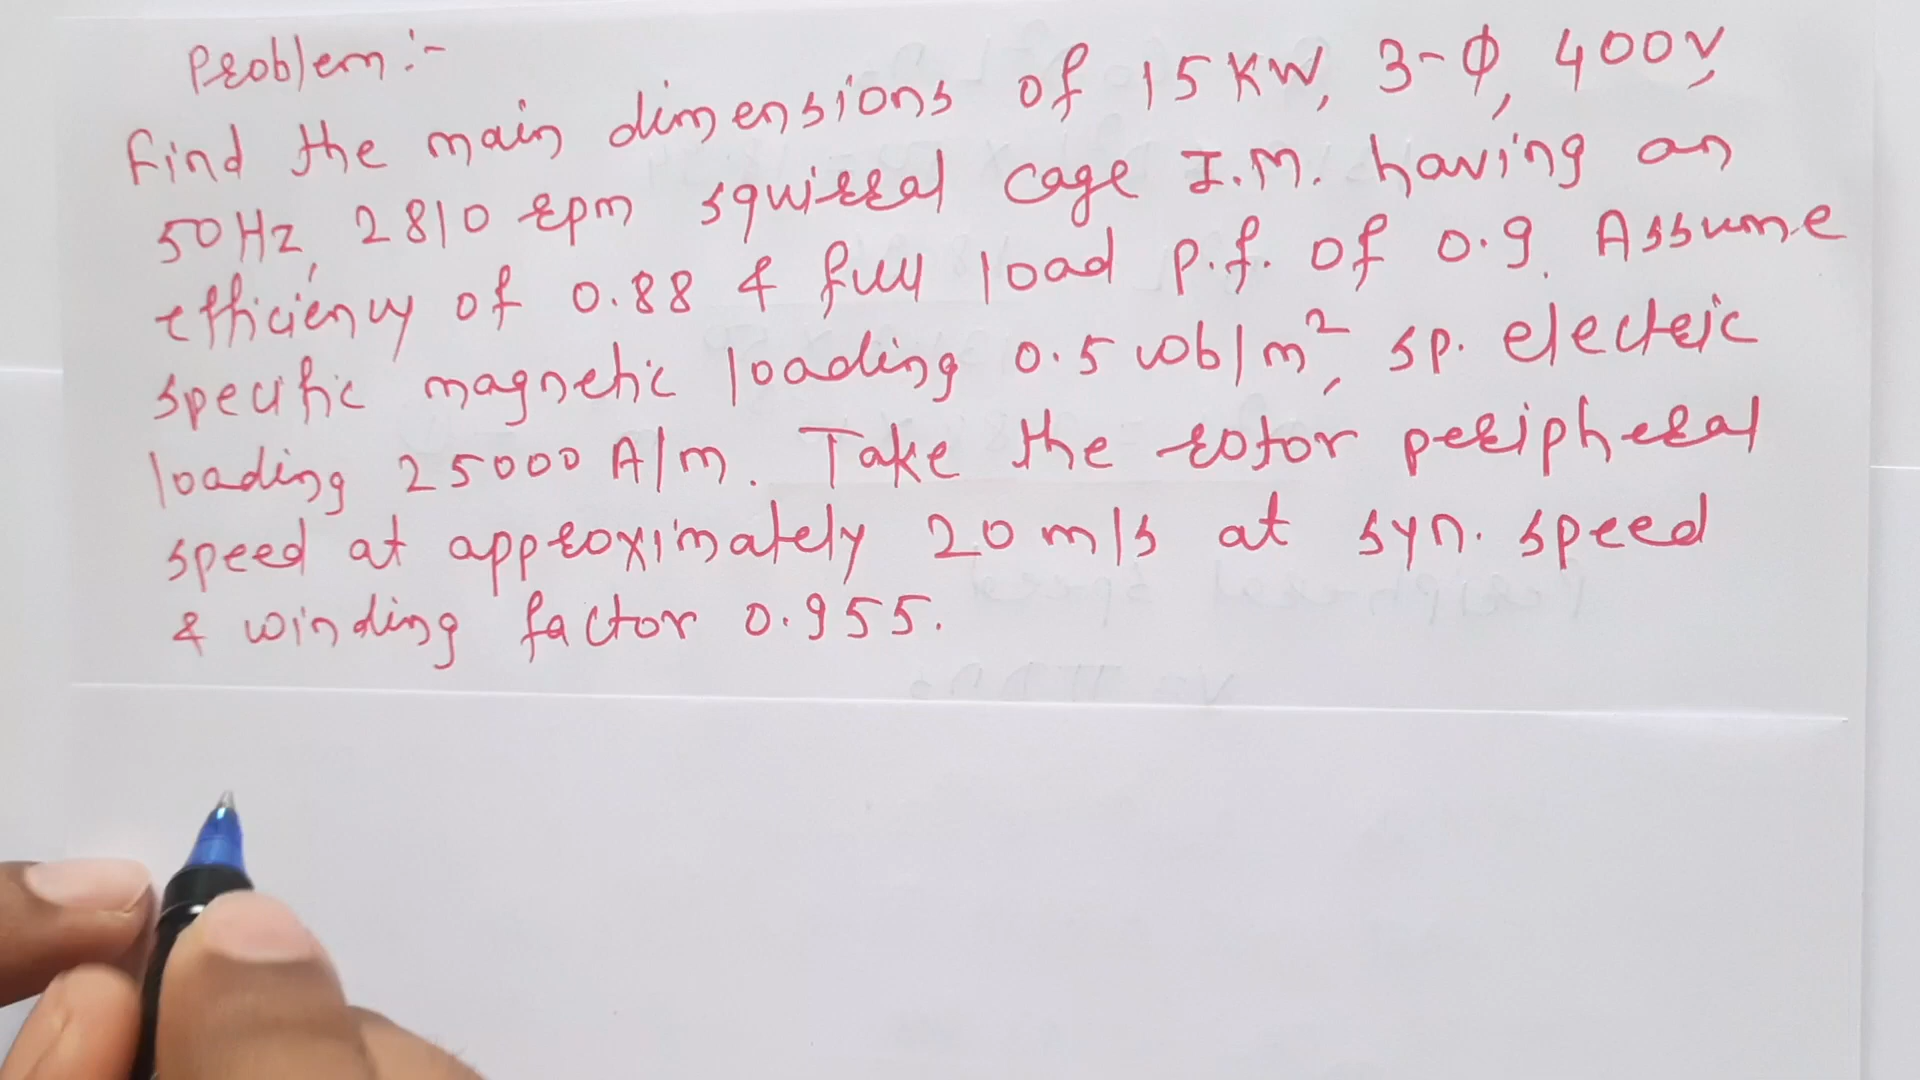 Problem :-
Find the main dimensions of 15 KW, 3-Φ, 400V,
50Hz, 2810 rpm squirral cage I.M. having an
efficiency of 0.88 & full load p.f. of 0.9. Assume
specific magnetic loading 0.5 wb/m², sp. electric
loading 25000 A/m. Take the rotor peripheral
speed at approximately 20 m/s at syn. speed
& winding factor 0.955.